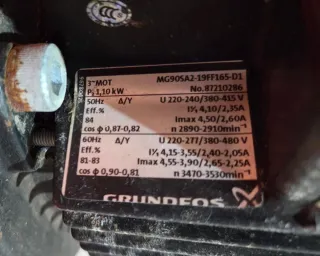 3~MOT MG90SA2-19FF165-D1
P₂ 1,10 kW No.87210286
50Hz Δ/Y U 220-240/380-415 V
Eff.% I₁/₁ 4,10/2,35A
84 Imax 4,50/2,60A
cos φ 0,87-0,82 n 2890-2910min⁻¹
60Hz Δ/Y U 220-277/380-480 V
Eff.% I₁/₁ 4,15-3,55/2,40-2,05A
81-83 Imax 4,55-3,90/2,65-2,25A
cos φ 0,90-0,81 n 3470-3530min⁻¹
GRUNDFOS